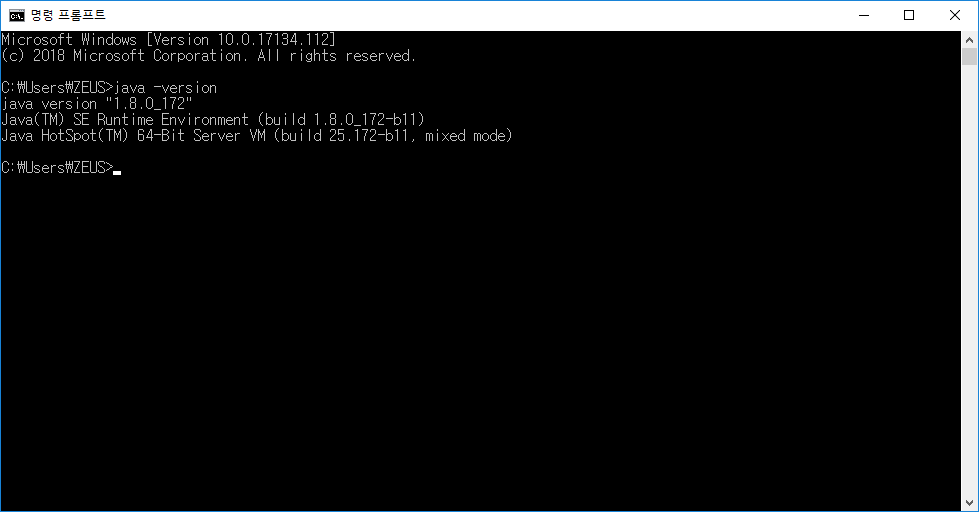 명령 프롬프트
Microsoft Windows [Version 10.0.17134.112]
(c) 2018 Microsoft Corporation. All rights reserved.
C:₩Users₩ZEUS>java -version
java version "1.8.0_172"
Java(TM) SE Runtime Environment (build 1.8.0_172-b11)
Java HotSpot(TM) 64-Bit Server VM (build 25.172-b11, mixed mode)
C:₩Users₩ZEUS>